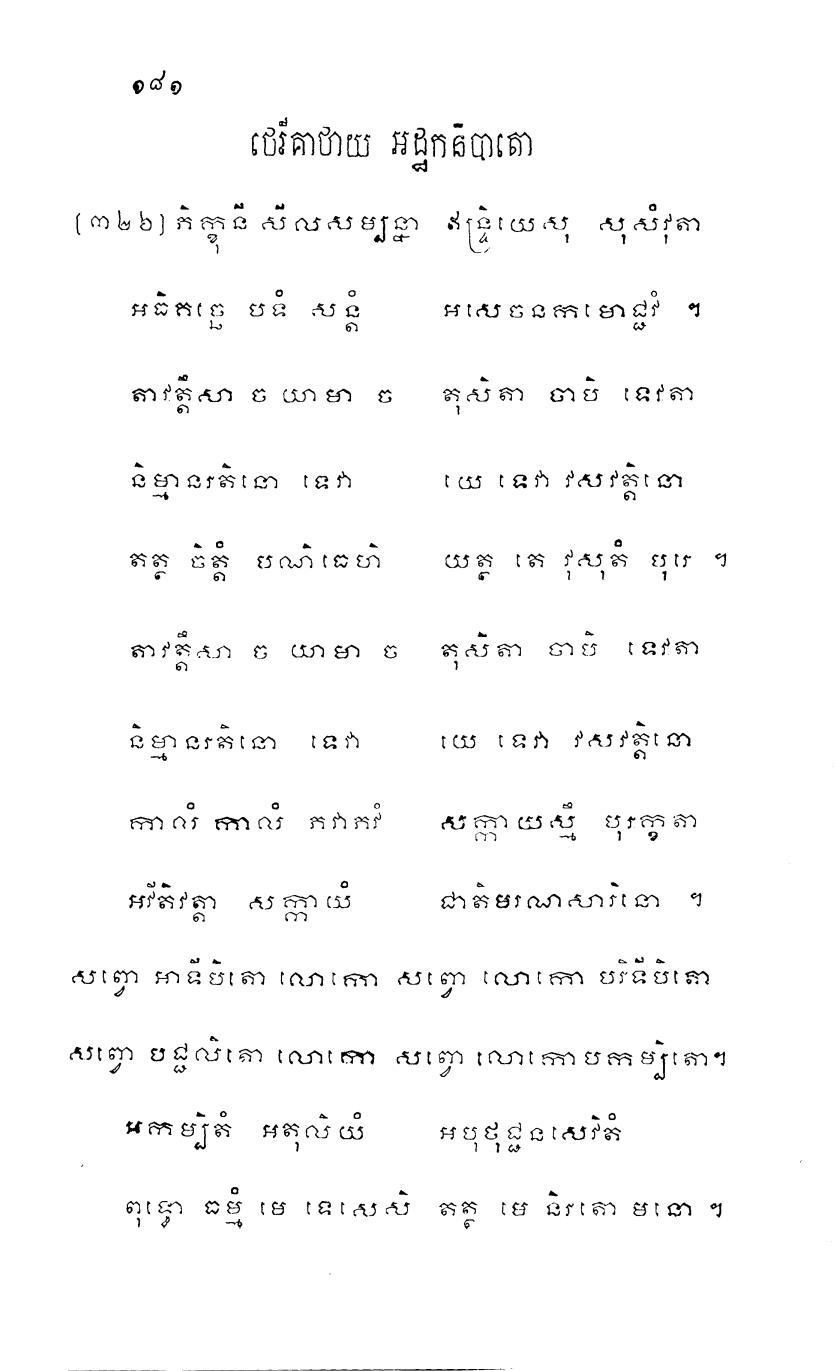 ១៨១
ថេរីគាថាយ អដ្ឋកនិបាតោ
[៣២៦] ភិក្ខុនី សីលសម្បន្នា ឥន្ទ្រិយេសុ សុសំវុតា
អធិគច្ឆេ បទំ សន្តំ អសេចនកមោជ្ជវំ ។
តាវត្តឹសា ច យាមា ច តុសិតា ចាបិ ទេវតា
និម្មានរតិនោ ទេវា យេ ទេវា វសវត្តិនោ
តត្ថ ចិត្តំ បណិធេហិ យត្ថ តេ វុសុតំ បុរេ ។
តាវត្តឹសា ច យាមា ច តុសិតា ចាបិ ទេវតា
និម្មានរតិនោ ទេវា យេ ទេវា វសវត្តិនោ
កាលំ កាលំ ភវាភវំ សក្កាយស្មឹ បុរក្ខតា
អវីតិវត្តា សក្កាយំ ជាតិមរណសារិនោ ។
សព្វោ អាទីបិតោ លោកោ សព្វោ លោកោ បរិទីបិតោ
សព្វោ បជ្ជលិតោ លោកោ សព្វោ លោកោបកម្បិតោ។
អកម្បិតំ អតុលិយំ អបុថុជ្ជនសេវិតំ
ពុទ្ធោ ធម្មំ មេ ទេសេសិ តត្ថ មេ និរតោ មនោ ។